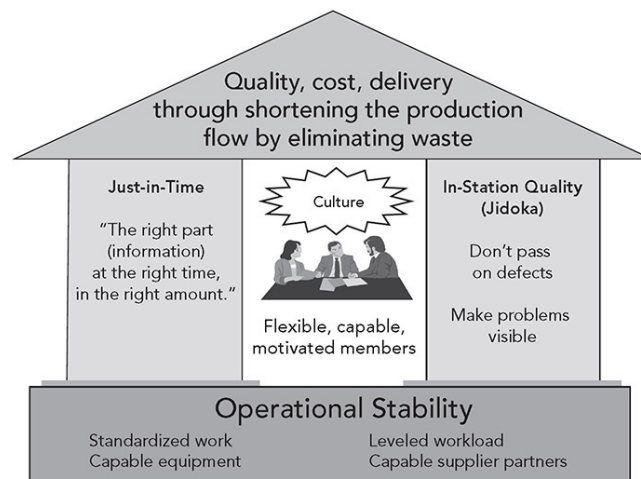 Quality, cost, delivery
through shortening the production
flow by eliminating waste
Just-in-Time
“The right part
(information)
at the right time,
in the right amount.”
Culture
Flexible, capable,
motivated members
In-Station Quality
(Jidoka)
Don’t pass
on defects
Make problems
visible
Operational Stability
Standardized work
Capable equipment
Leveled workload
Capable supplier partners